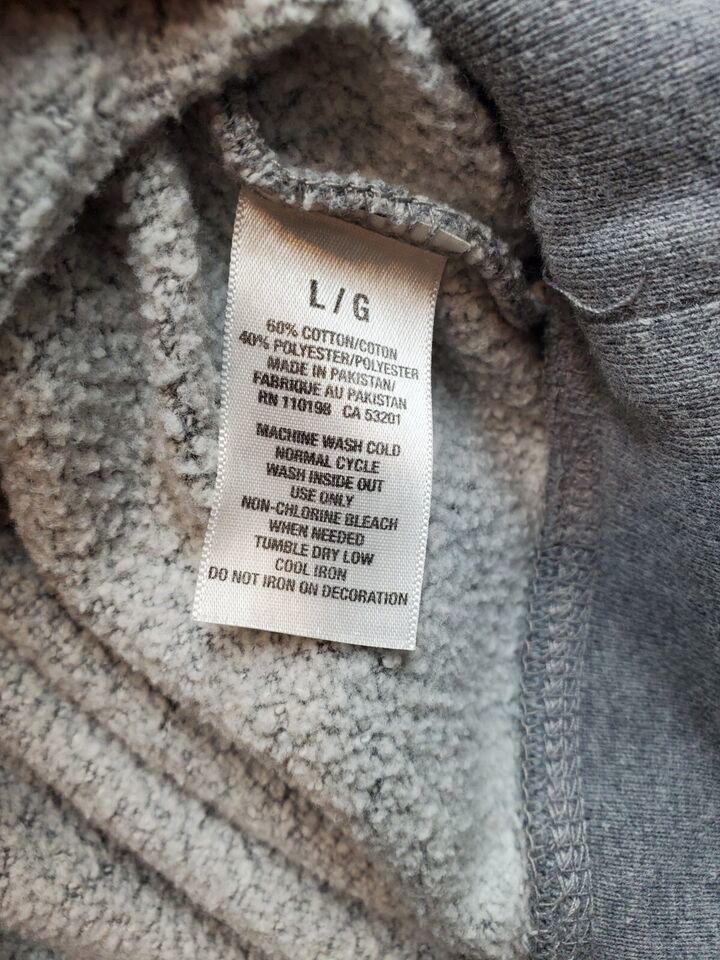 L/G
60% COTTON/COTON
40% POLYESTER/POLYESTER
MADE IN PAKISTAN/
FABRIQUE AU PAKISTAN
RN 110198 CA 53201
MACHINE WASH COLD
NORMAL CYCLE
WASH INSIDE OUT
USE ONLY
NON-CHLORINE BLEACH
WHEN NEEDED
TUMBLE DRY LOW
COOL IRON
DO NOT IRON ON DECORATION